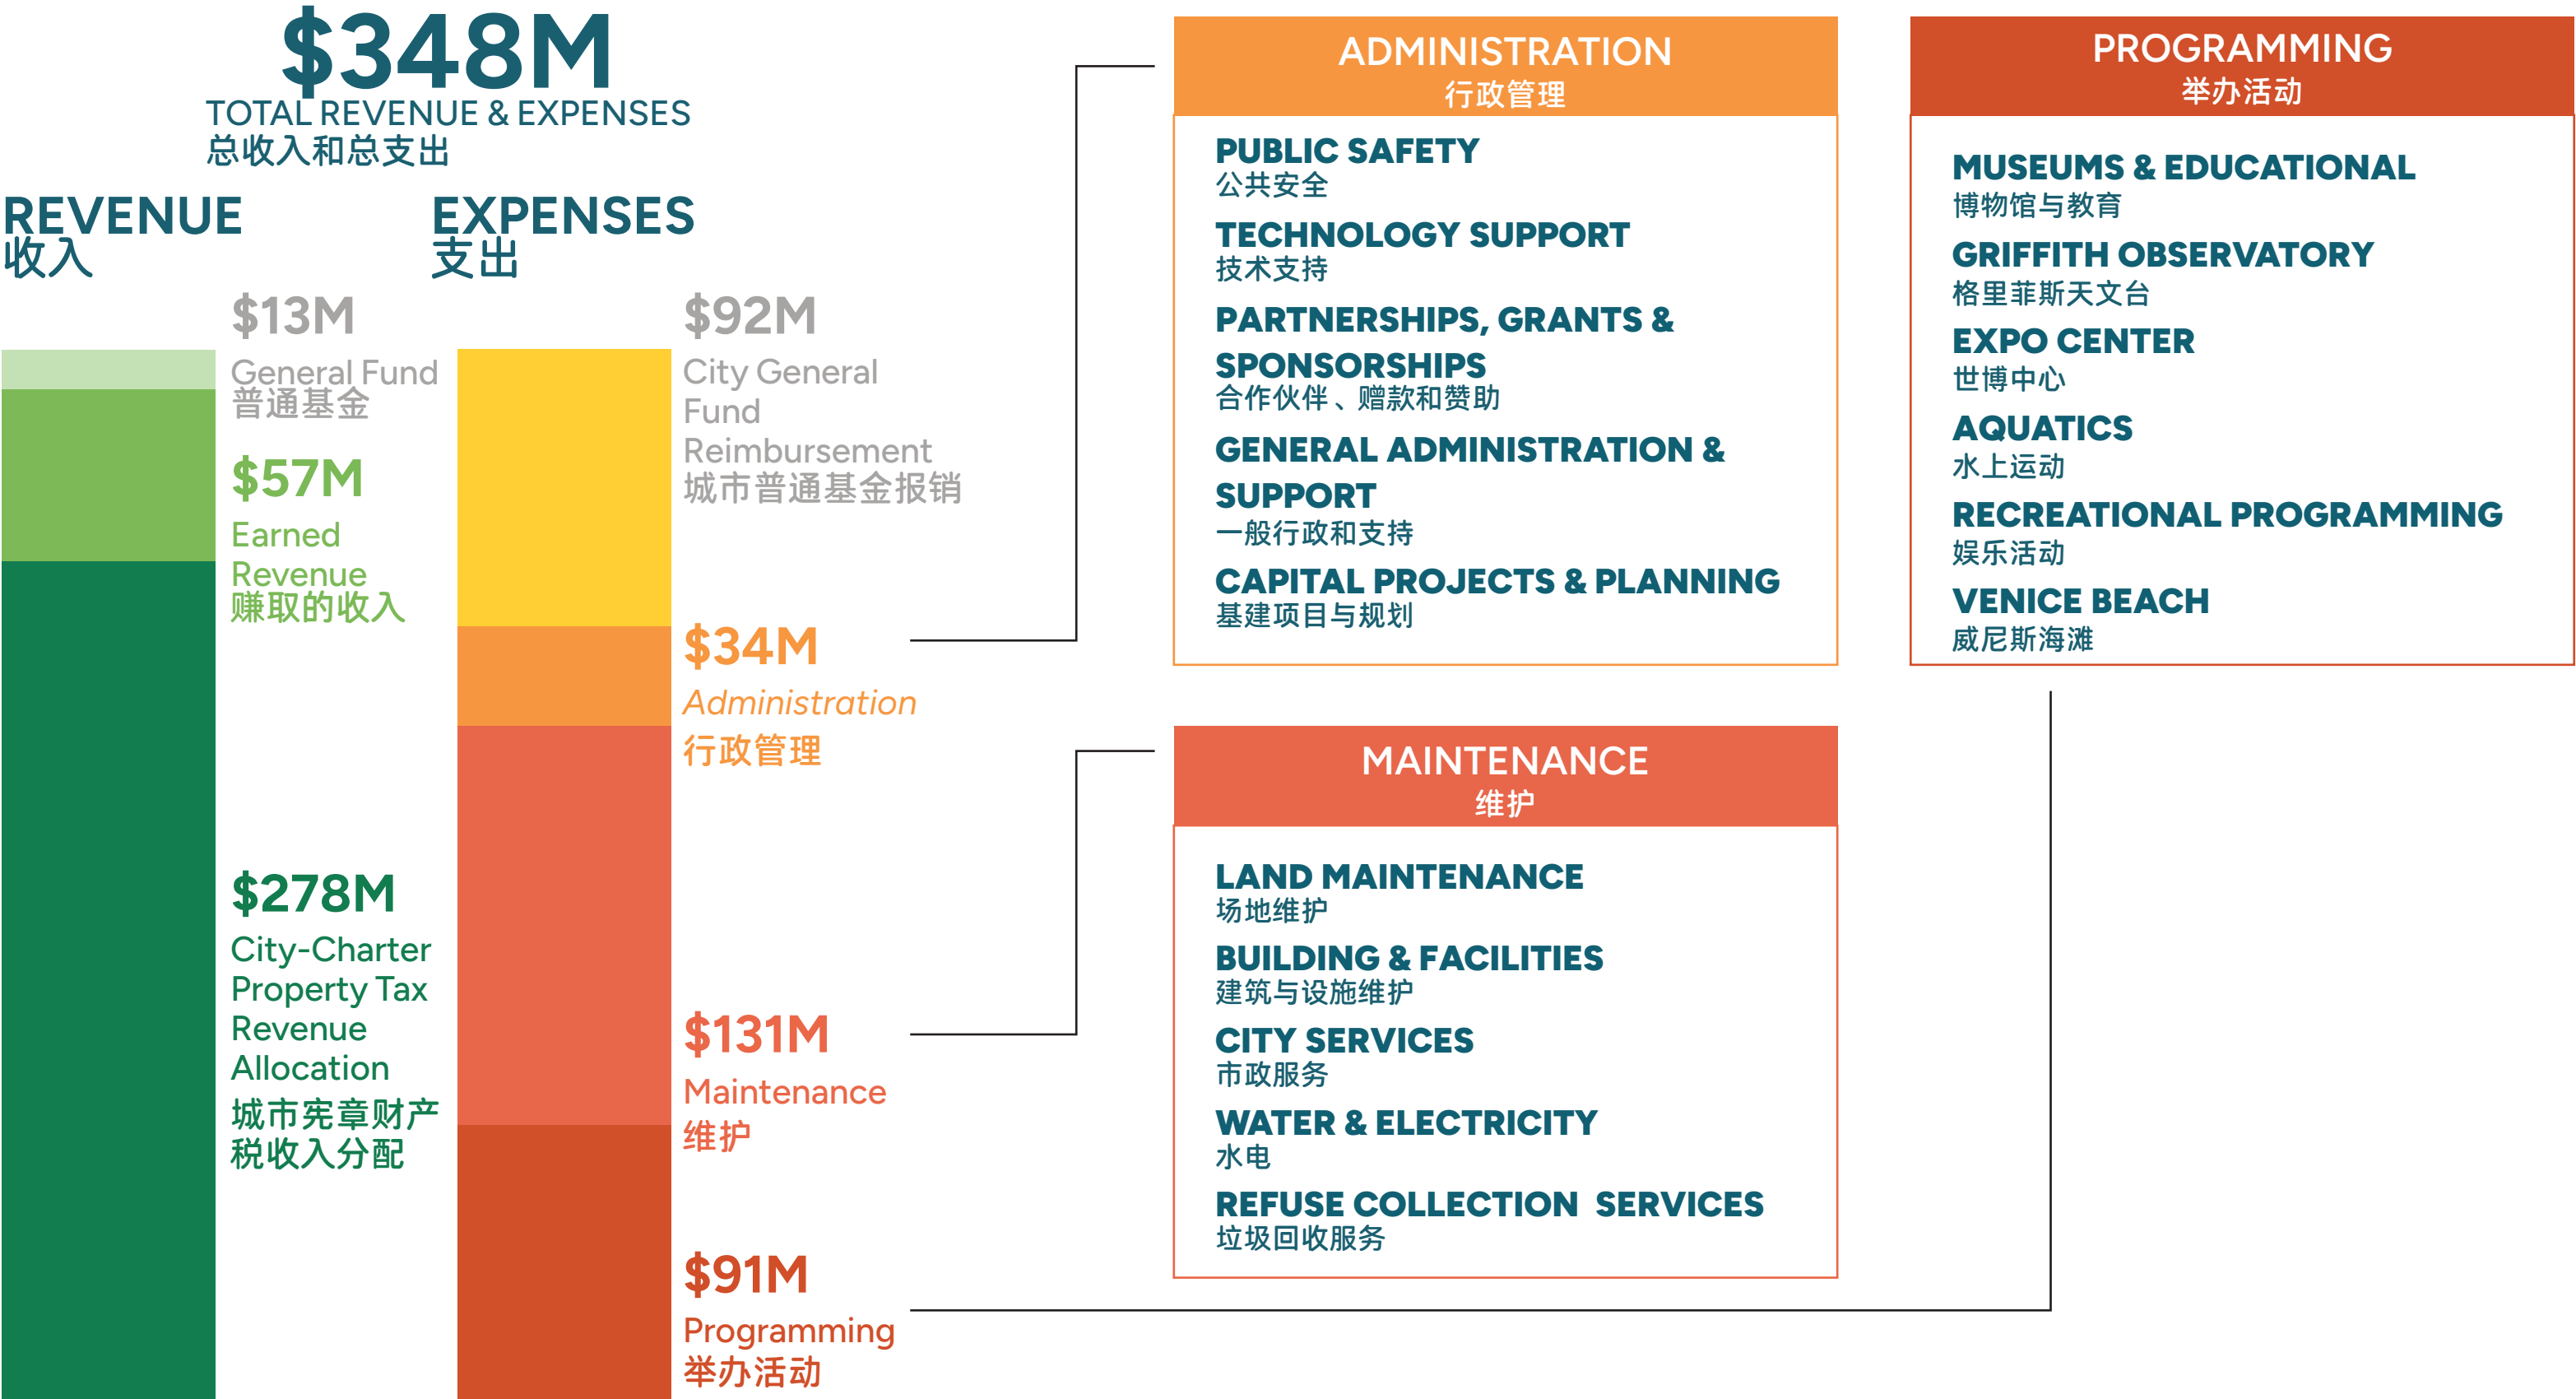 $348M
TOTAL REVENUE & EXPENSES
总收入和总支出
REVENUE
收入
$13M
General Fund
普通基金
$57M
Earned
Revenue
赚取的收入
$278M
City-Charter
Property Tax
Revenue
Allocation
城市宪章财产
税收入分配
EXPENSES
支出
$92M
City General
Fund
Reimbursement
城市普通基金报销
$34M
Administration
行政管理
$131M
Maintenance
维护
$91M
Programming
举办活动
ADMINISTRATION
行政管理
PUBLIC SAFETY
公共安全
TECHNOLOGY SUPPORT
技术支持
PARTNERSHIPS, GRANTS &
SPONSORSHIPS
合作伙伴、赠款和赞助
GENERAL ADMINISTRATION &
SUPPORT
一般行政和支持
CAPITAL PROJECTS & PLANNING
基建项目与规划
MAINTENANCE
维护
LAND MAINTENANCE
场地维护
BUILDING & FACILITIES
建筑与设施维护
CITY SERVICES
市政服务
WATER & ELECTRICITY
水电
REFUSE COLLECTION SERVICES
垃圾回收服务
PROGRAMMING
举办活动
MUSEUMS & EDUCATIONAL
博物馆与教育
GRIFFITH OBSERVATORY
格里菲斯天文台
EXPO CENTER
世博中心
AQUATICS
水上运动
RECREATIONAL PROGRAMMING
娱乐活动
VENICE BEACH
威尼斯海滩